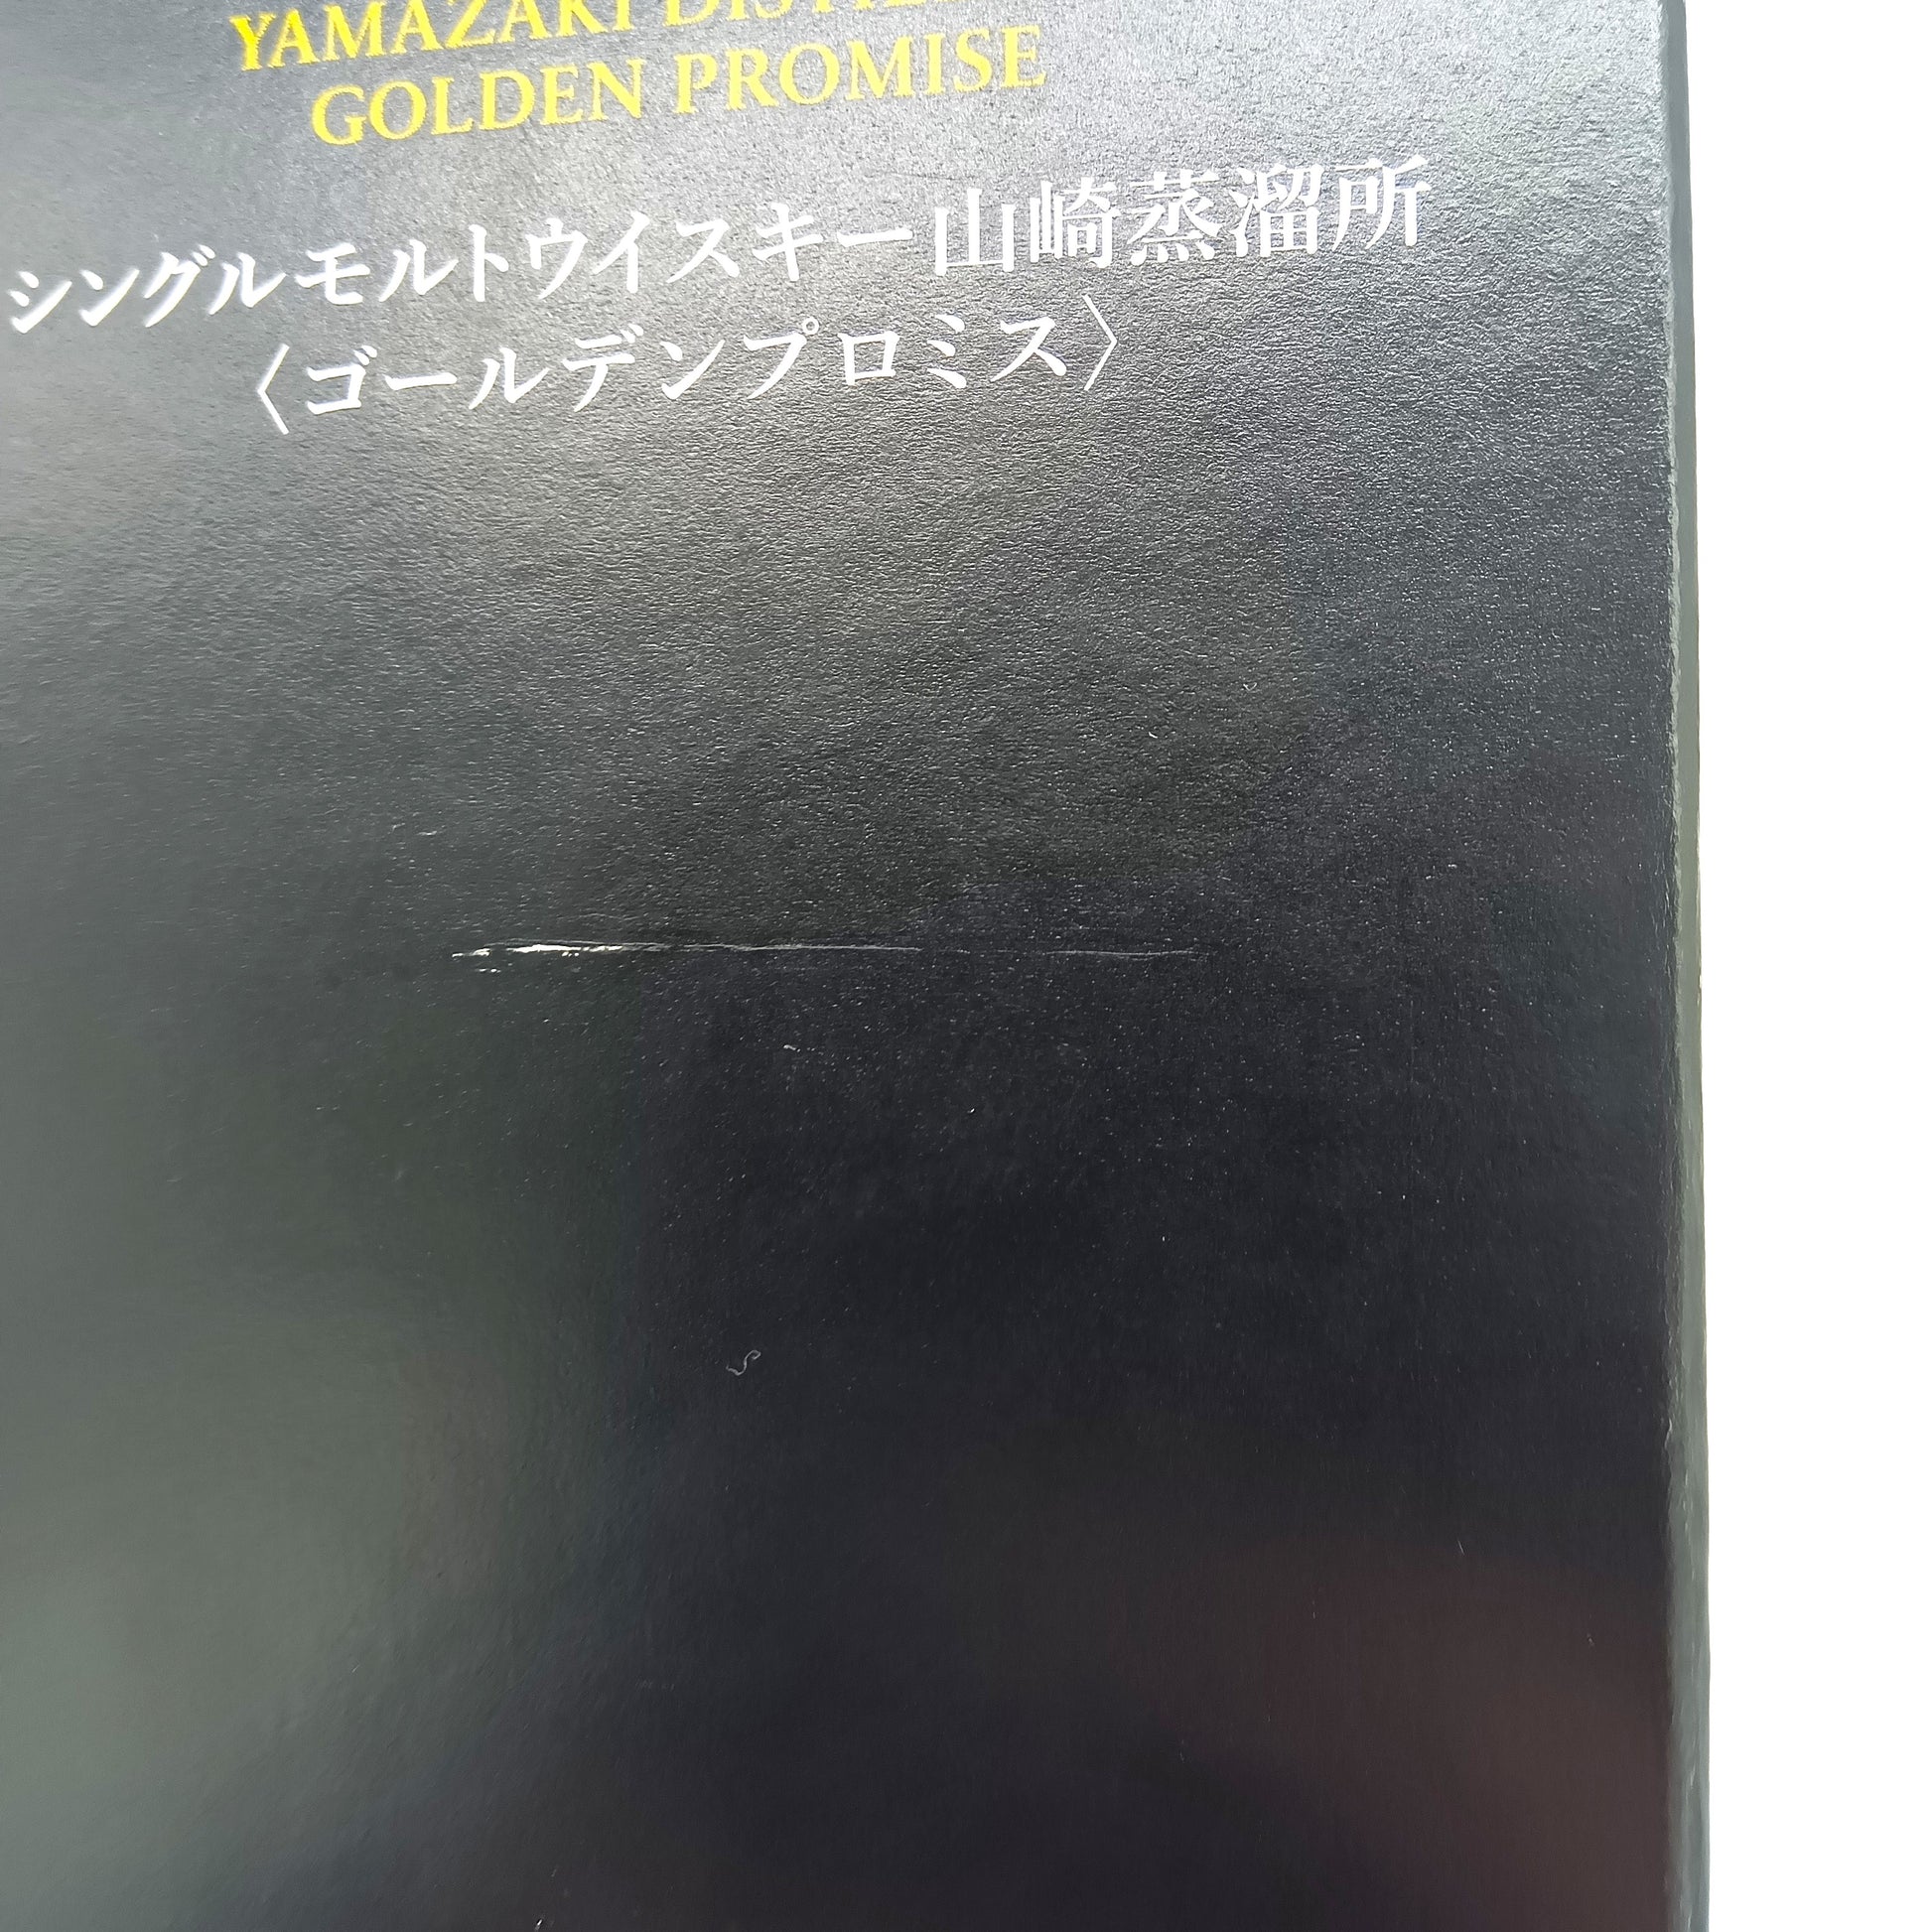 YAMAZAKI
GOLDEN PROMISE
シングルモルトウイスキー山崎蒸溜所
〈ゴールデンプロミス〉